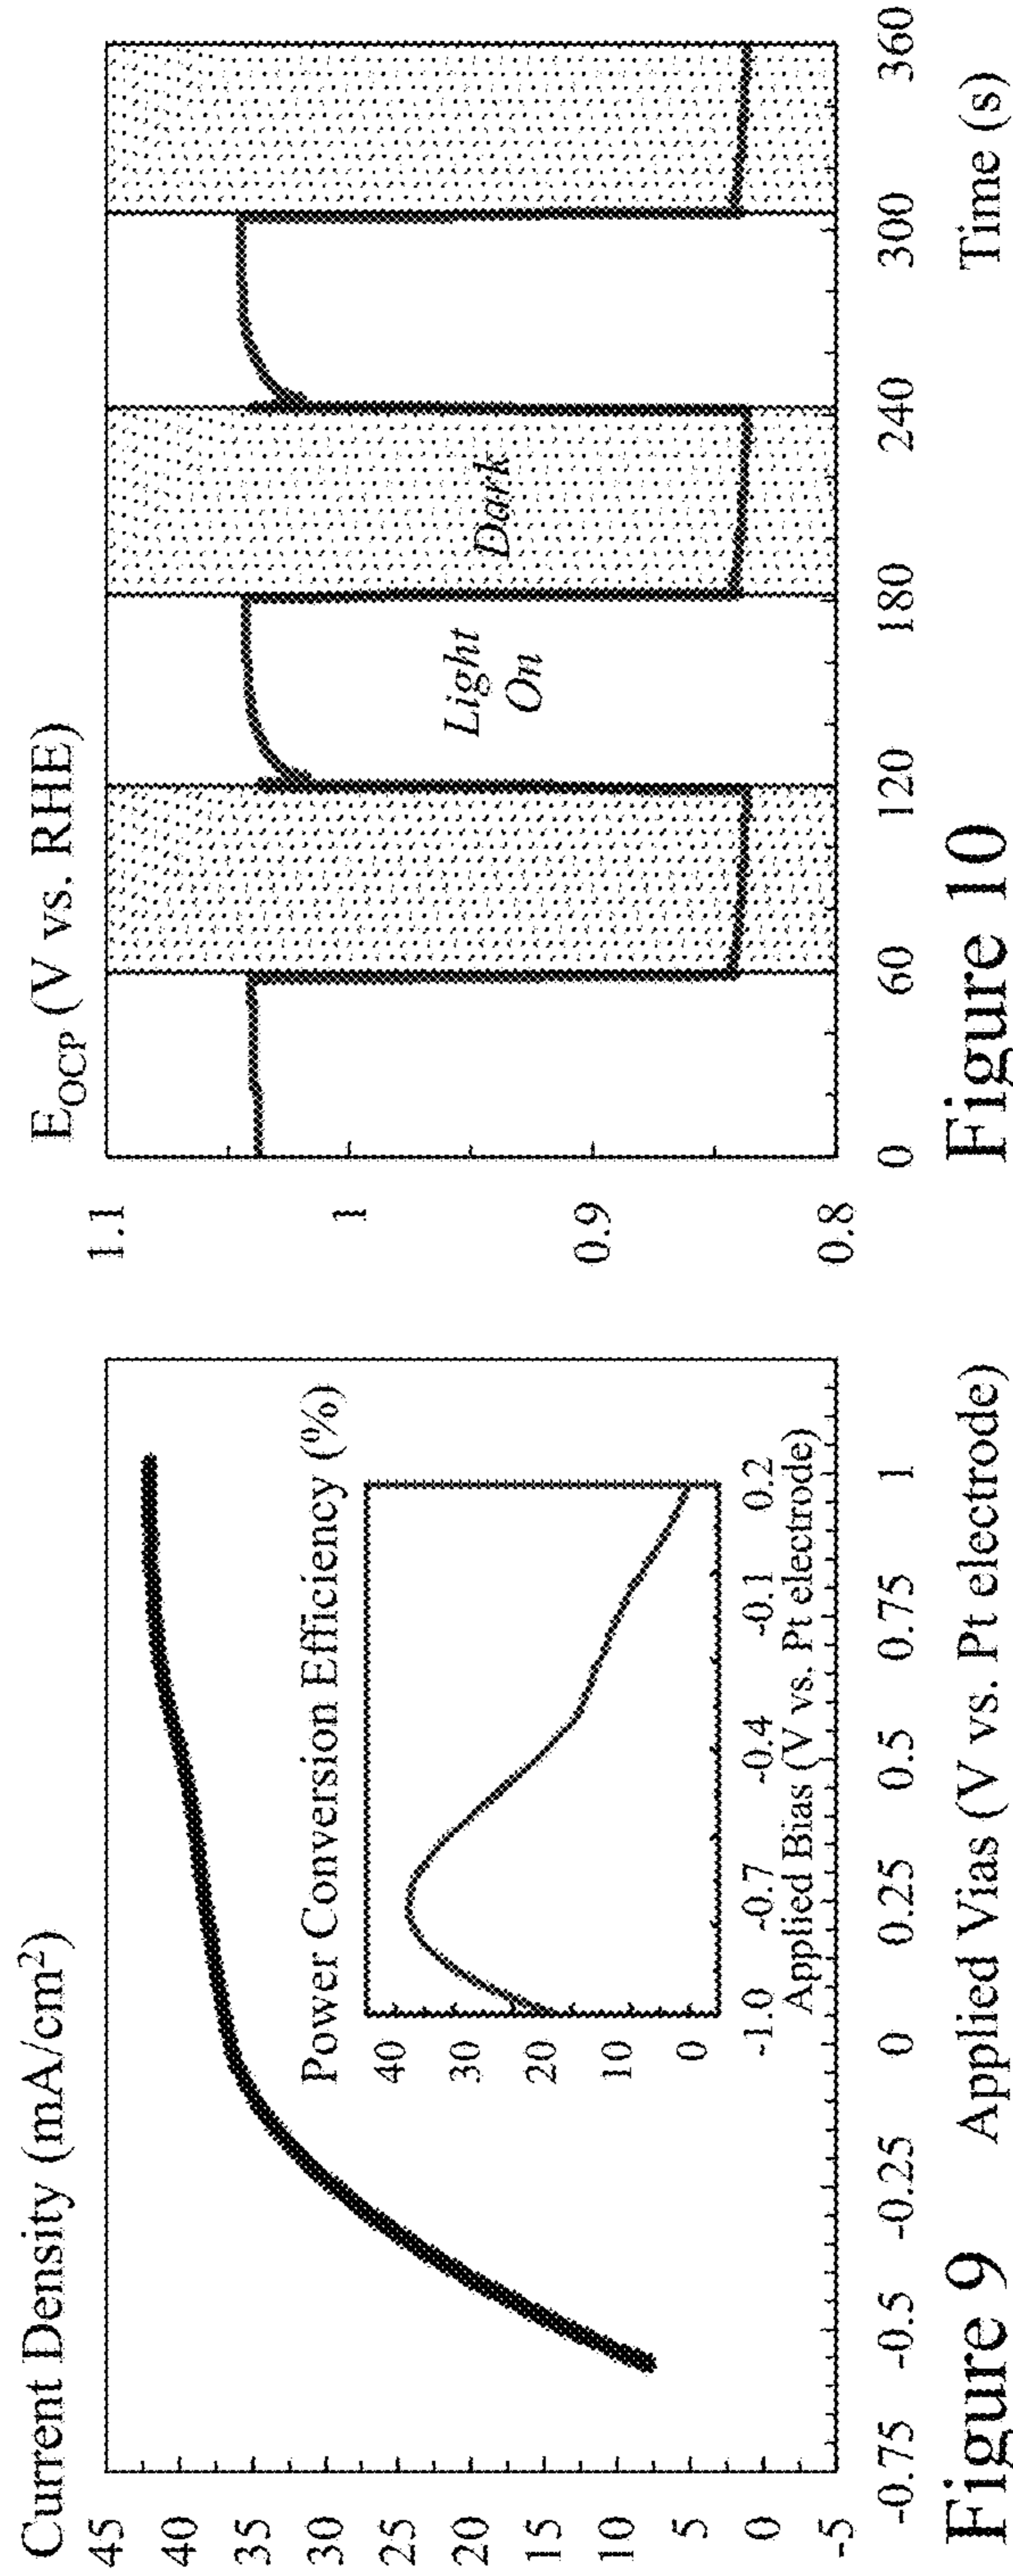 Current Density (mA/cm²)
45
40
35
30
25
20
15
10
5
0
-5
-0.75 -0.5 -0.25 0 0.25 0.5 0.75 1
Power Conversion Efficiency (%)
40
30
20
10
0
-1.0 -0.7 -0.4 -0.1 0.2
Applied Bias (V vs. Pt electrode)
Figure 9 Applied Vias (V vs. Pt electrode)
E_OCP (V vs. RHE)
1.1
1
0.9
0.8
Light
On
Dark
0 60 120 180 240 300 360
Figure 10 Time (s)